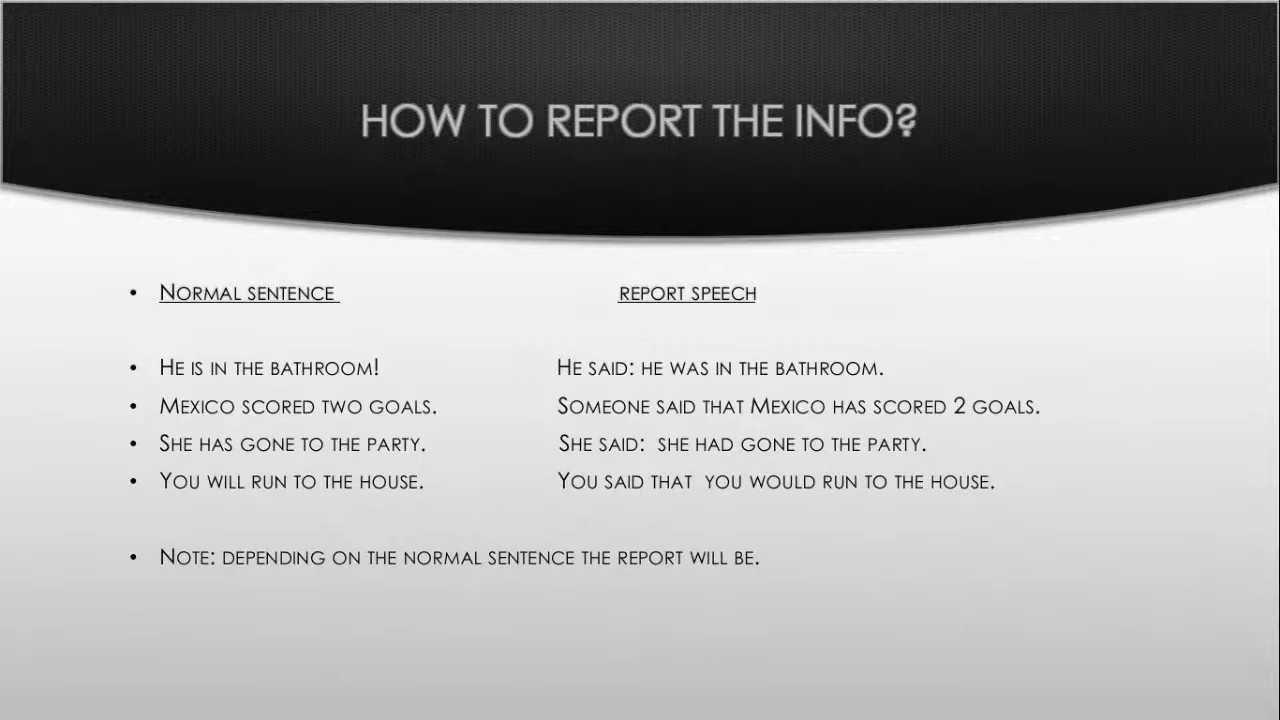 HOW TO REPORT THE INFO?
• NORMAL SENTENCE REPORT SPEECH
• HE IS IN THE BATHROOM! HE SAID: HE WAS IN THE BATHROOM.
• MEXICO SCORED TWO GOALS. SOMEONE SAID THAT MEXICO HAS SCORED 2 GOALS.
• SHE HAS GONE TO THE PARTY. SHE SAID: SHE HAD GONE TO THE PARTY.
• YOU WILL RUN TO THE HOUSE. YOU SAID THAT YOU WOULD RUN TO THE HOUSE.
• NOTE: DEPENDING ON THE NORMAL SENTENCE THE REPORT WILL BE.